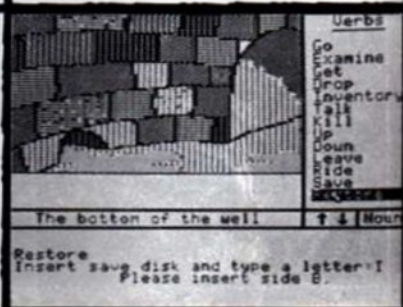 Verbs
Go
Examine
Get
Drop
Inventory
Talk
Kill
Up
Down
Leave
Ride
Save
Restore
The bottom of the well ↑ ↓ Noun
Restore
Insert save disk and type a letter:I
Please insert side B.